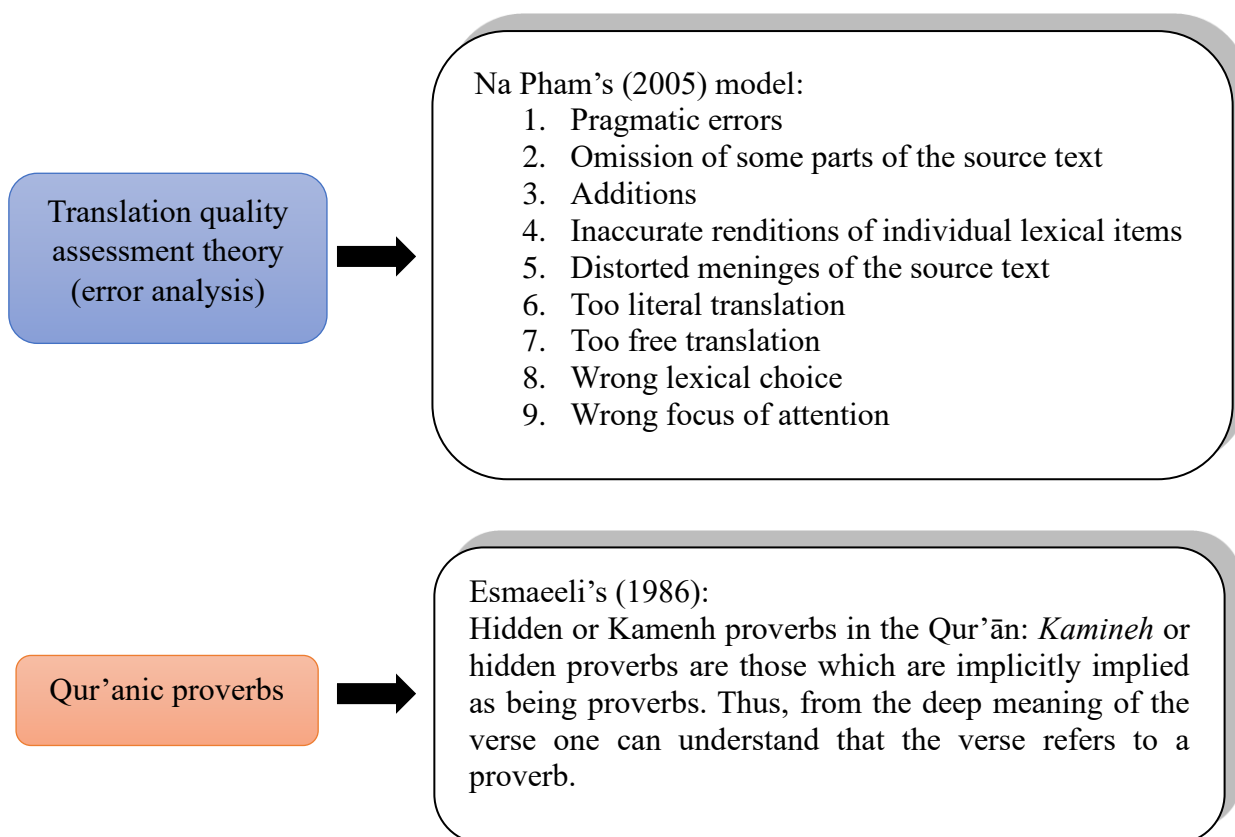 Na Pham’s (2005) model:
1. Pragmatic errors
2. Omission of some parts of the source text
3. Additions
4. Inaccurate renditions of individual lexical items
5. Distorted meninges of the source text
6. Too literal translation
7. Too free translation
8. Wrong lexical choice
9. Wrong focus of attention
Translation quality
assessment theory
(error analysis)
Esmaeeli’s (1986):
Hidden or Kamenh proverbs in the Qur’ān: Kamineh or
hidden proverbs are those which are implicitly implied
as being proverbs. Thus, from the deep meaning of the
verse one can understand that the verse refers to a
proverb.
Qur’anic proverbs